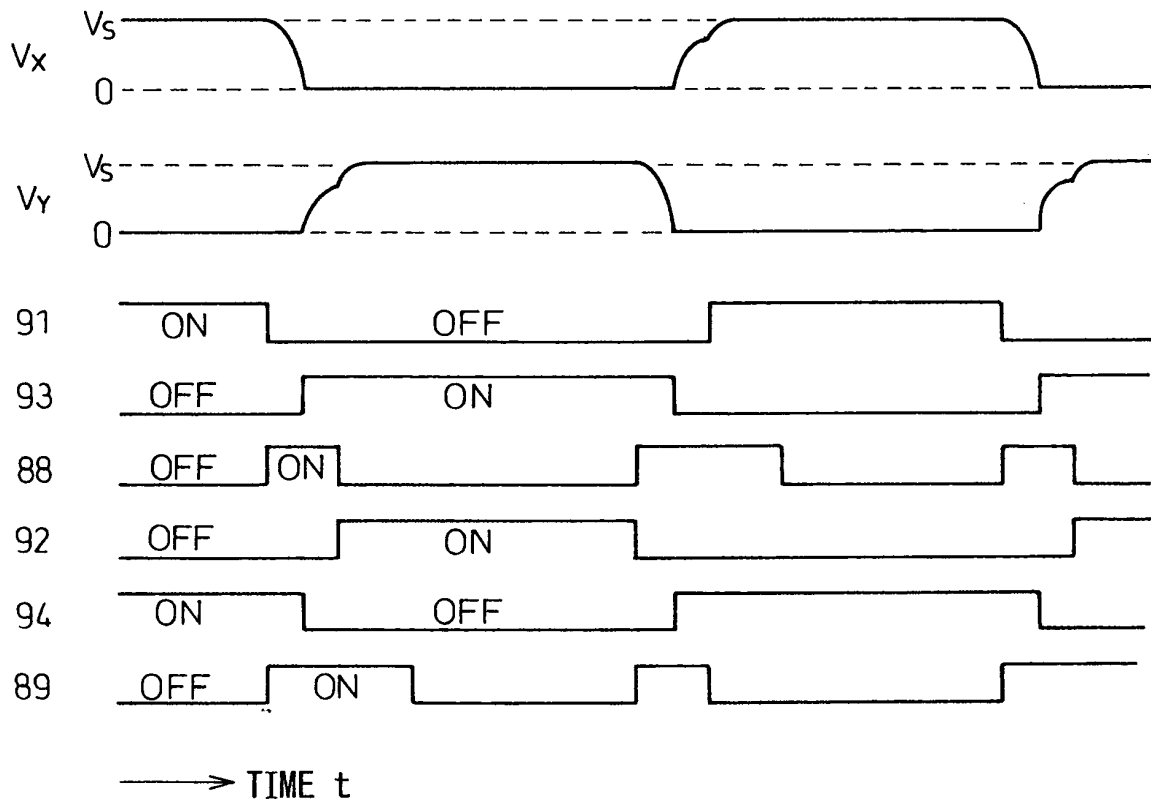 VS
VX
0
VS
VY
0
91 ON OFF
93 OFF ON
88 OFF ON
92 OFF ON
94 ON OFF
89 OFF ON
TIME t